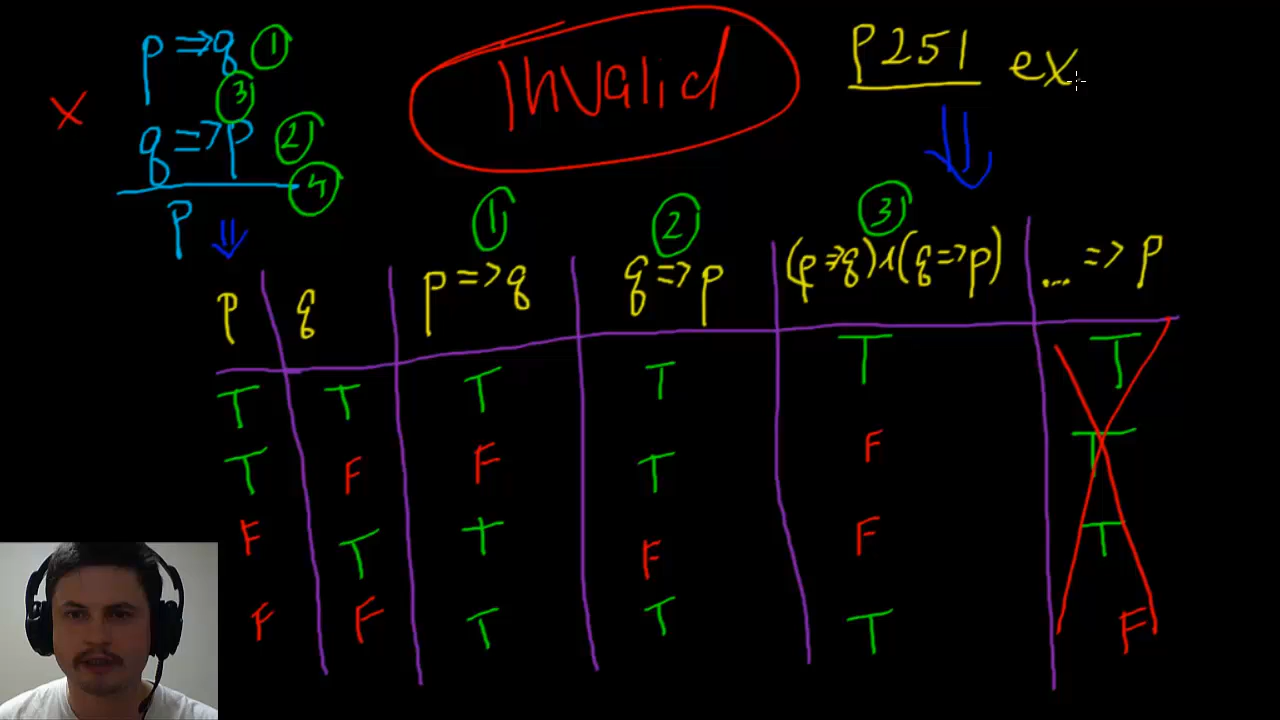 p => q ①
③
x q => p ②
④
p
Invalid
P251 ex
① ② ③
p q p => q q => p (p => q) ∧ (q => p) ... => p
T T T T T T
T F F T F T
F T T F F T
F F T T T F